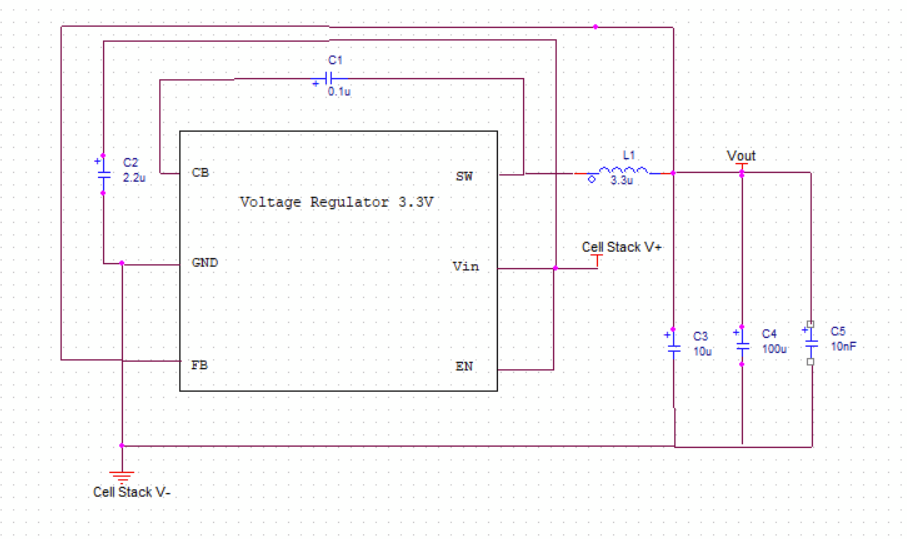 C1
+
0.1u
+
C2
2.2u
CB
SW
L1
3.3u
Vout
Voltage Regulator 3.3V
Cell Stack V+
GND
Vin
+
C3
10u
+
C4
100u
+
C5
10nF
FB
EN
Cell Stack V-